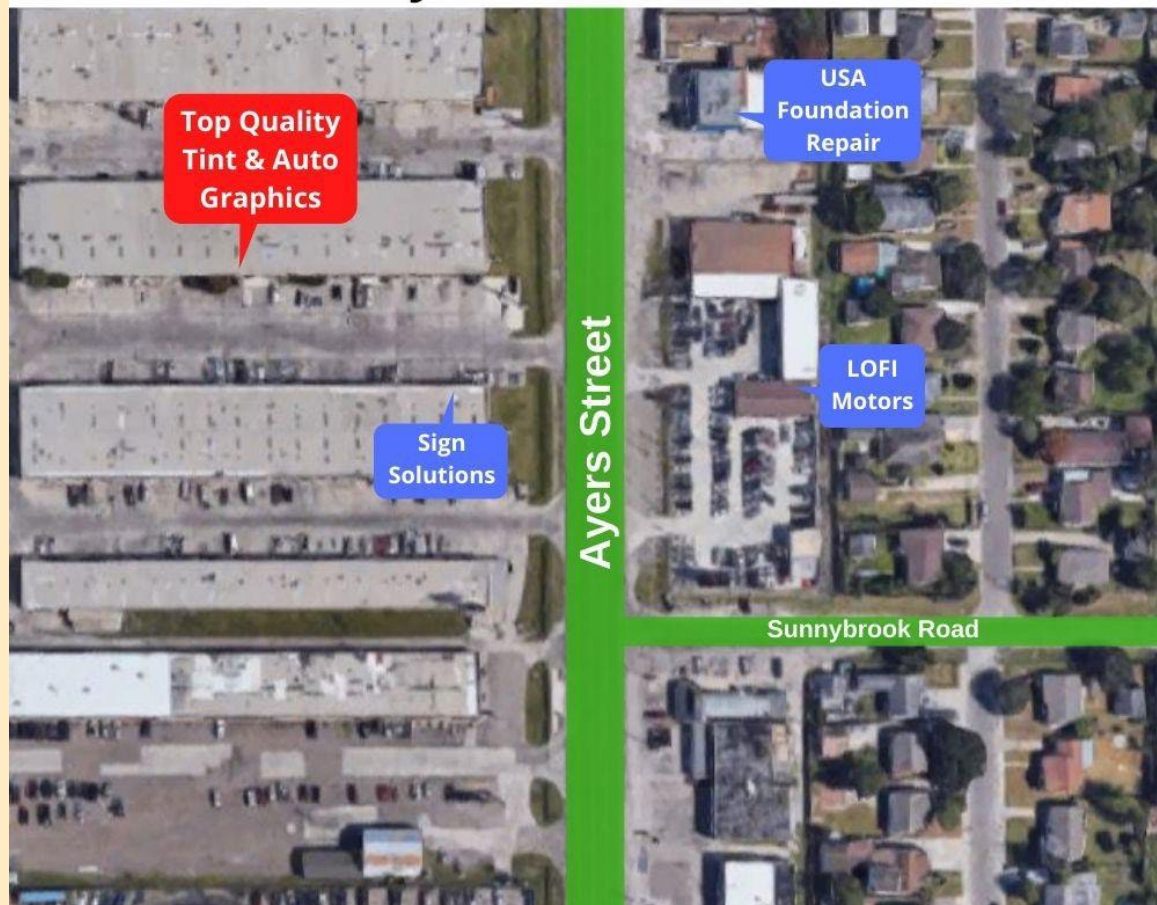 USA
Foundation
Repair
Top Quality
Tint & Auto
Graphics
LOFI
Motors
Sign
Solutions
Ayers Street
Sunnybrook Road